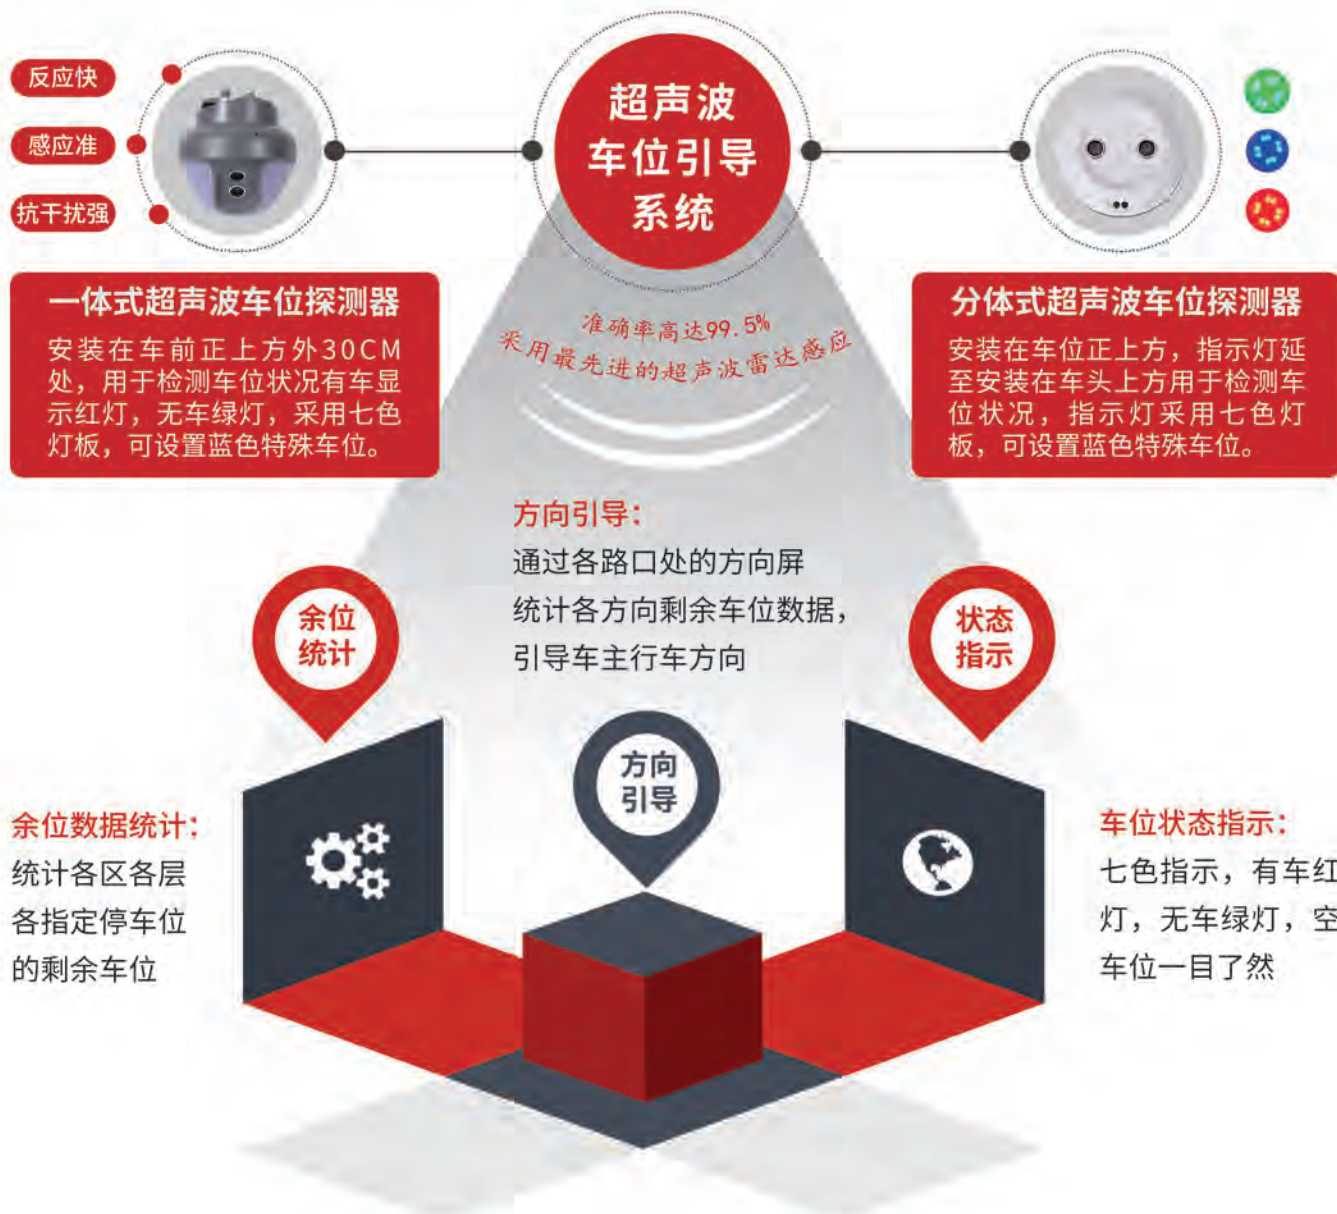 反应快
感应准
抗干扰强
超声波
车位引导
系统
一体式超声波车位探测器
安装在车前正上方外30CM
处，用于检测车位状况有车显
示红灯，无车绿灯，采用七色
灯板，可设置蓝色特殊车位。
准确率高达99.5%
采用最先进的超声波雷达感应
分体式超声波车位探测器
安装在车位正上方，指示灯延
至安装在车头上方用于检测车
位状况，指示灯采用七色灯
板，可设置蓝色特殊车位。
方向引导：
通过各路口处的方向屏
统计各方向剩余车位数据，
引导车主行车方向
余位
统计
状态
指示
方向
引导
余位数据统计：
统计各区各层
各指定停车位
的剩余车位
车位状态指示：
七色指示，有车红
灯，无车绿灯，空
车位一目了然